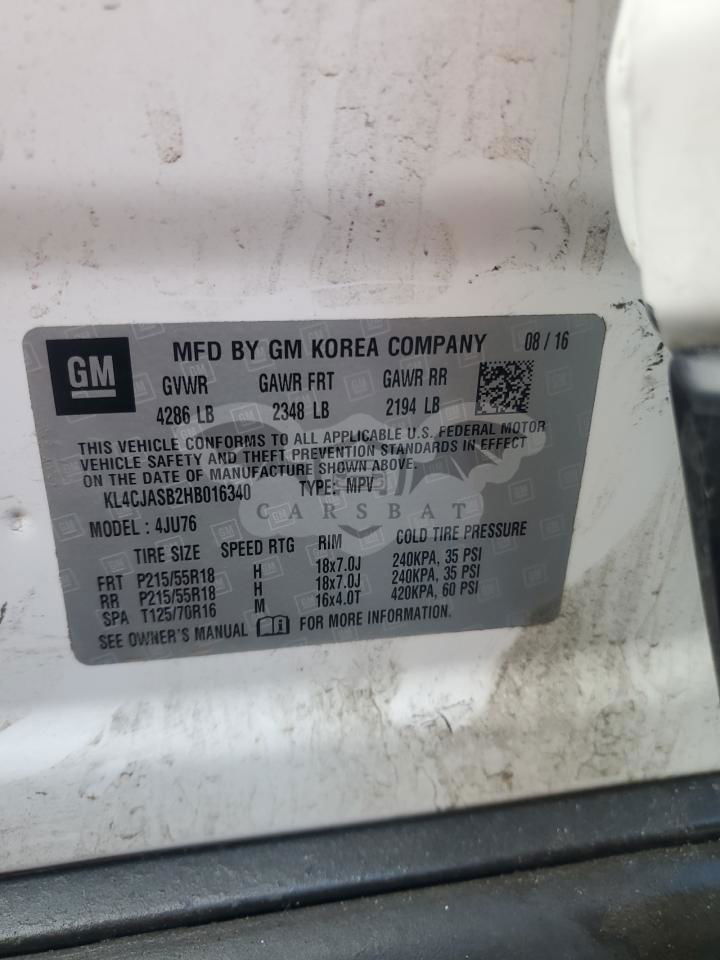 GM
MFD BY GM KOREA COMPANY 08 / 16
GVWR GAWR FRT GAWR RR
4286 LB 2348 LB 2194 LB
THIS VEHICLE CONFORMS TO ALL APPLICABLE U.S. FEDERAL MOTOR
VEHICLE SAFETY AND THEFT PREVENTION STANDARDS IN EFFECT
ON THE DATE OF MANUFACTURE SHOWN ABOVE.
KL4CJASB2HB016340 TYPE: MPV
CARSBAT
MODEL : 4JU76
TIRE SIZE SPEED RTG RIM COLD TIRE PRESSURE
FRT P215/55R18 H 18x7.0J 240KPA, 35 PSI
RR P215/55R18 H 18x7.0J 240KPA, 35 PSI
SPA T125/70R16 M 16x4.0T 420KPA, 60 PSI
SEE OWNER'S MANUAL FOR MORE INFORMATION.